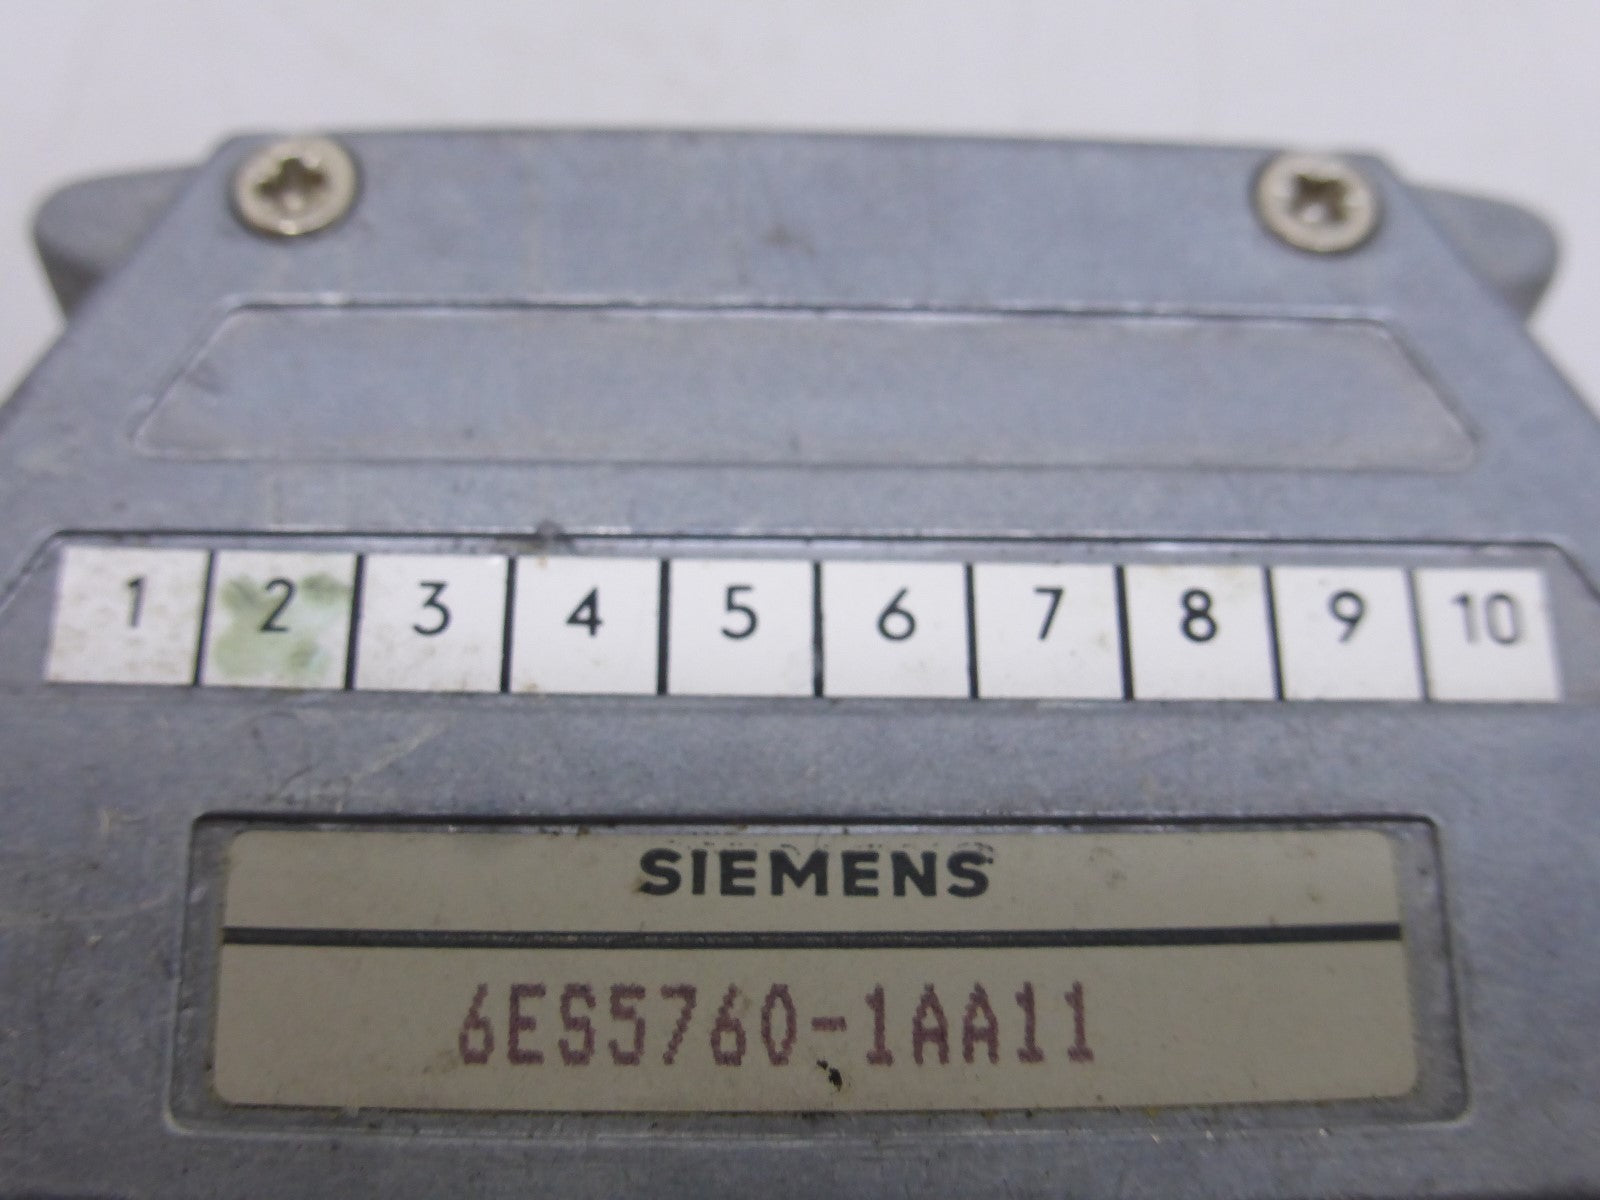 1 2 3 4 5 6 7 8 9 10
SIEMENS
6ES5760-1AA11